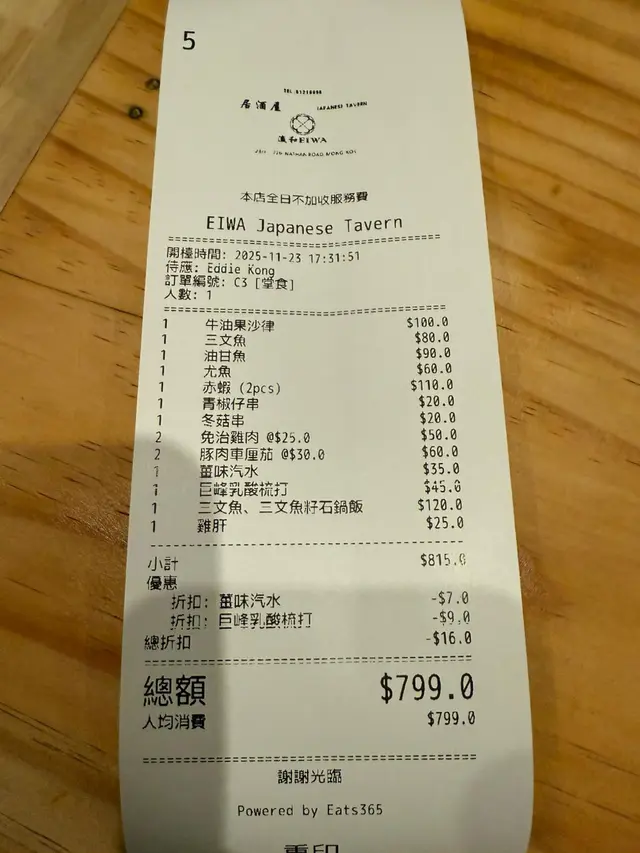 5
TEL
居酒屋 JAPANESE TAVERN
瀛和EIWA
NATHAN ROAD, MONG KOK
本店全日不加收服務費
EIWA Japanese Tavern
開檯時間: 2025-11-23 17:31:51
侍應: Eddie Kong
訂單編號: C3 [堂食]
人數: 1
1 牛油果沙律 $100.0
1 三文魚 $80.0
1 油甘魚 $90.0
1 尤魚 $60.0
1 赤蝦 (2pcs) $110.0
1 青椒仔串 $20.0
1 冬菇串 $20.0
2 免治雞肉 @$25.0 $50.0
2 豚肉車厘茄 @$30.0 $60.0
1 薑味汽水 $35.0
1 巨峰乳酸梳打 $45.0
1 三文魚、三文魚籽石鍋飯 $120.0
1 雞肝 $25.0
小計 $815.0
優惠
折扣: 薑味汽水 -$7.0
折扣: 巨峰乳酸梳打 -$9.0
總折扣 -$16.0
總額 $799.0
人均消費 $799.0
謝謝光臨
Powered by Eats365
重印